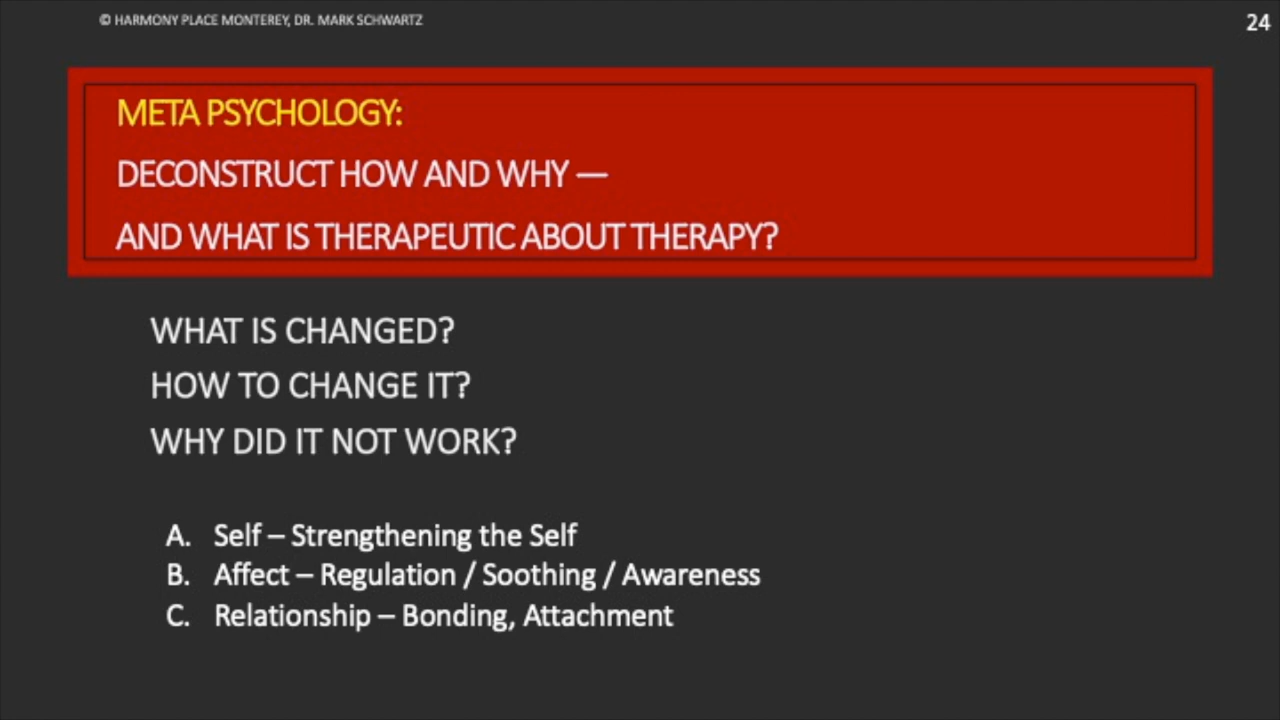 © HARMONY PLACE MONTEREY, DR. MARK SCHWARTZ
24
META PSYCHOLOGY:
DECONSTRUCT HOW AND WHY —
AND WHAT IS THERAPEUTIC ABOUT THERAPY?
WHAT IS CHANGED?
HOW TO CHANGE IT?
WHY DID IT NOT WORK?
A. Self – Strengthening the Self
B. Affect – Regulation / Soothing / Awareness
C. Relationship – Bonding, Attachment